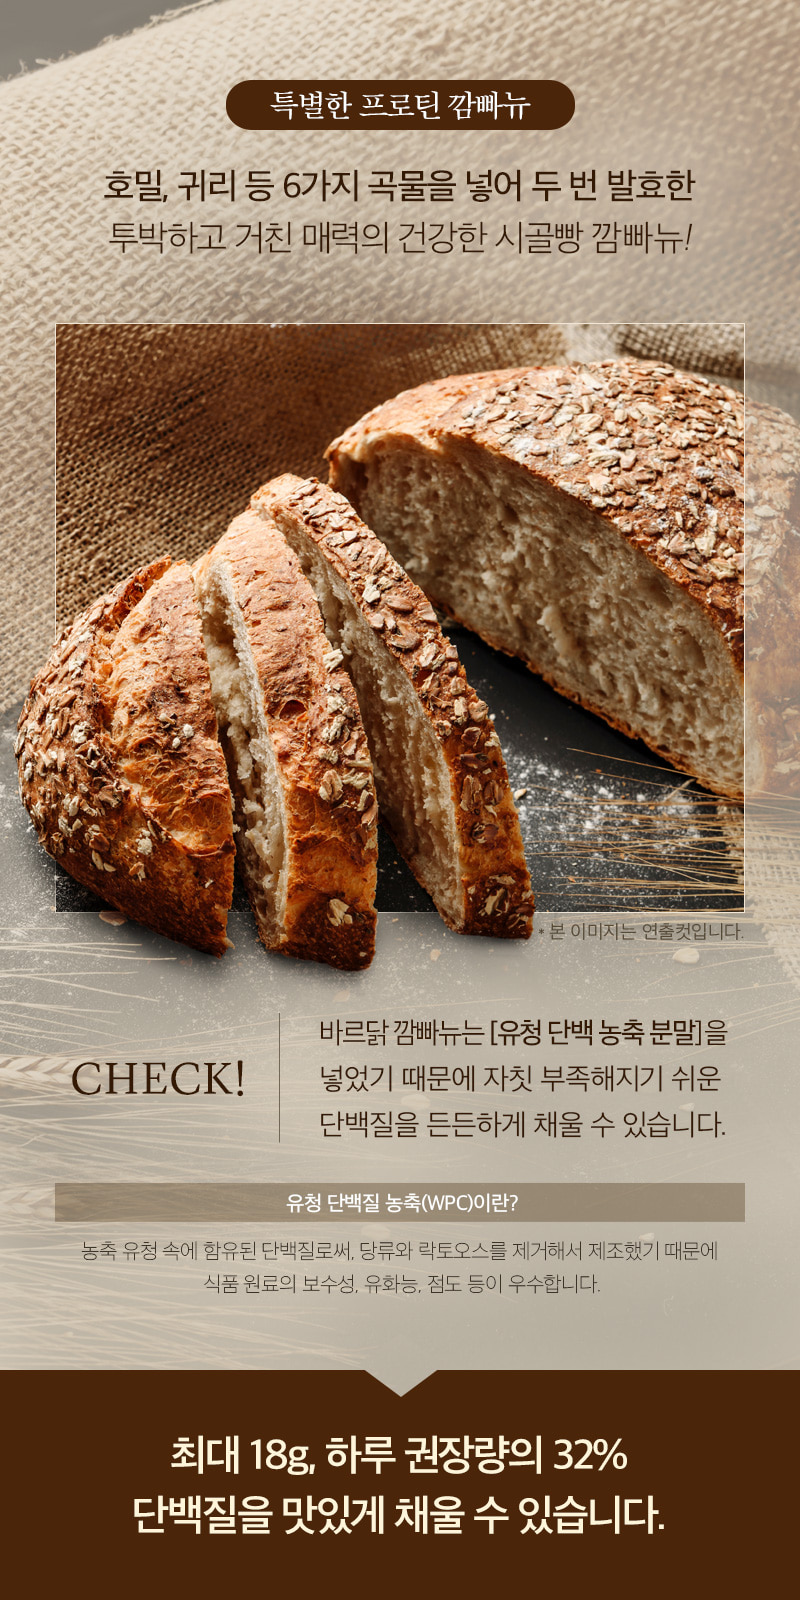 특별한 프로틴 깜빠뉴
호밀, 귀리 등 6가지 곡물을 넣어 두 번 발효한
투박하고 거친 매력의 건강한 시골빵 깜빠뉴!
* 본 이미지는 연출컷입니다.
CHECK!
바르닭 깜빠뉴는 [유청 단백 농축 분말]을
넣었기 때문에 자칫 부족해지기 쉬운
단백질을 든든하게 채울 수 있습니다.
유청 단백질 농축(WPC)이란?
농축 유청 속에 함유된 단백질로써, 당류와 락토오스를 제거해서 제조했기 때문에
식품 원료의 보수성, 유화능, 점도 등이 우수합니다.
최대 18g, 하루 권장량의 32%
단백질을 맛있게 채울 수 있습니다.